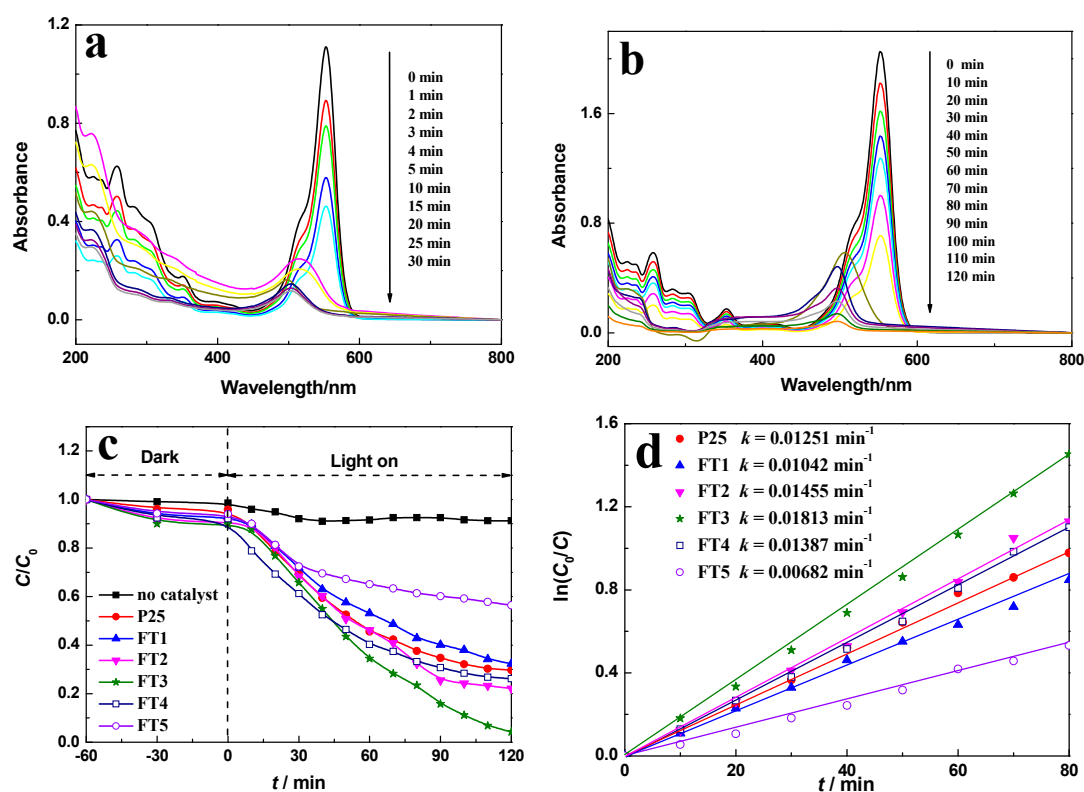 a
1.2
0.8
0.4
0.0
Absorbance
0 min
1 min
2 min
3 min
4 min
5 min
10 min
15 min
20 min
25 min
30 min
200 400 600 800
Wavelength/nm
b
1.6
0.8
0.0
Absorbance
0 min
10 min
20 min
30 min
40 min
50 min
60 min
70 min
80 min
90 min
100 min
110 min
120 min
200 400 600 800
Wavelength/nm
c
1.2
1.0
0.8
0.6
0.4
0.2
0.0
C/C0
Dark
Light on
no catalyst
P25
FT1
FT2
FT3
FT4
FT5
-60 -30 0 30 60 90 120
t / min
d
1.6
1.2
0.8
0.4
0.0
ln(C0/C)
P25 k = 0.01251 min-1
FT1 k = 0.01042 min-1
FT2 k = 0.01455 min-1
FT3 k = 0.01813 min-1
FT4 k = 0.01387 min-1
FT5 k = 0.00682 min-1
0 20 40 60 80
t / min